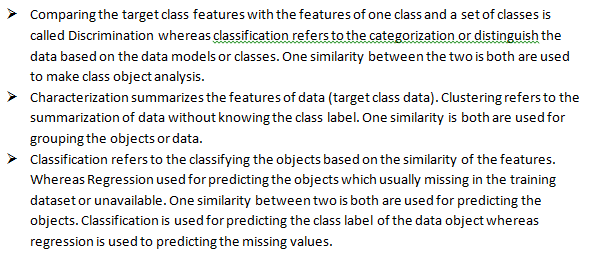 ➢ Comparing the target class features with the features of one class and a set of classes is
called Discrimination whereas classification refers to the categorization or distinguish the
data based on the data models or classes. One similarity between the two is both are used
to make class object analysis.
➢ Characterization summarizes the features of data (target class data). Clustering refers to the
summarization of data without knowing the class label. One similarity is both are used for
grouping the objects or data.
➢ Classification refers to the classifying the objects based on the similarity of the features.
Whereas Regression used for predicting the objects which usually missing in the training
dataset or unavailable. One similarity between two is both are used for predicting the
objects. Classification is used for predicting the class label of the data object whereas
regression is used to predicting the missing values.